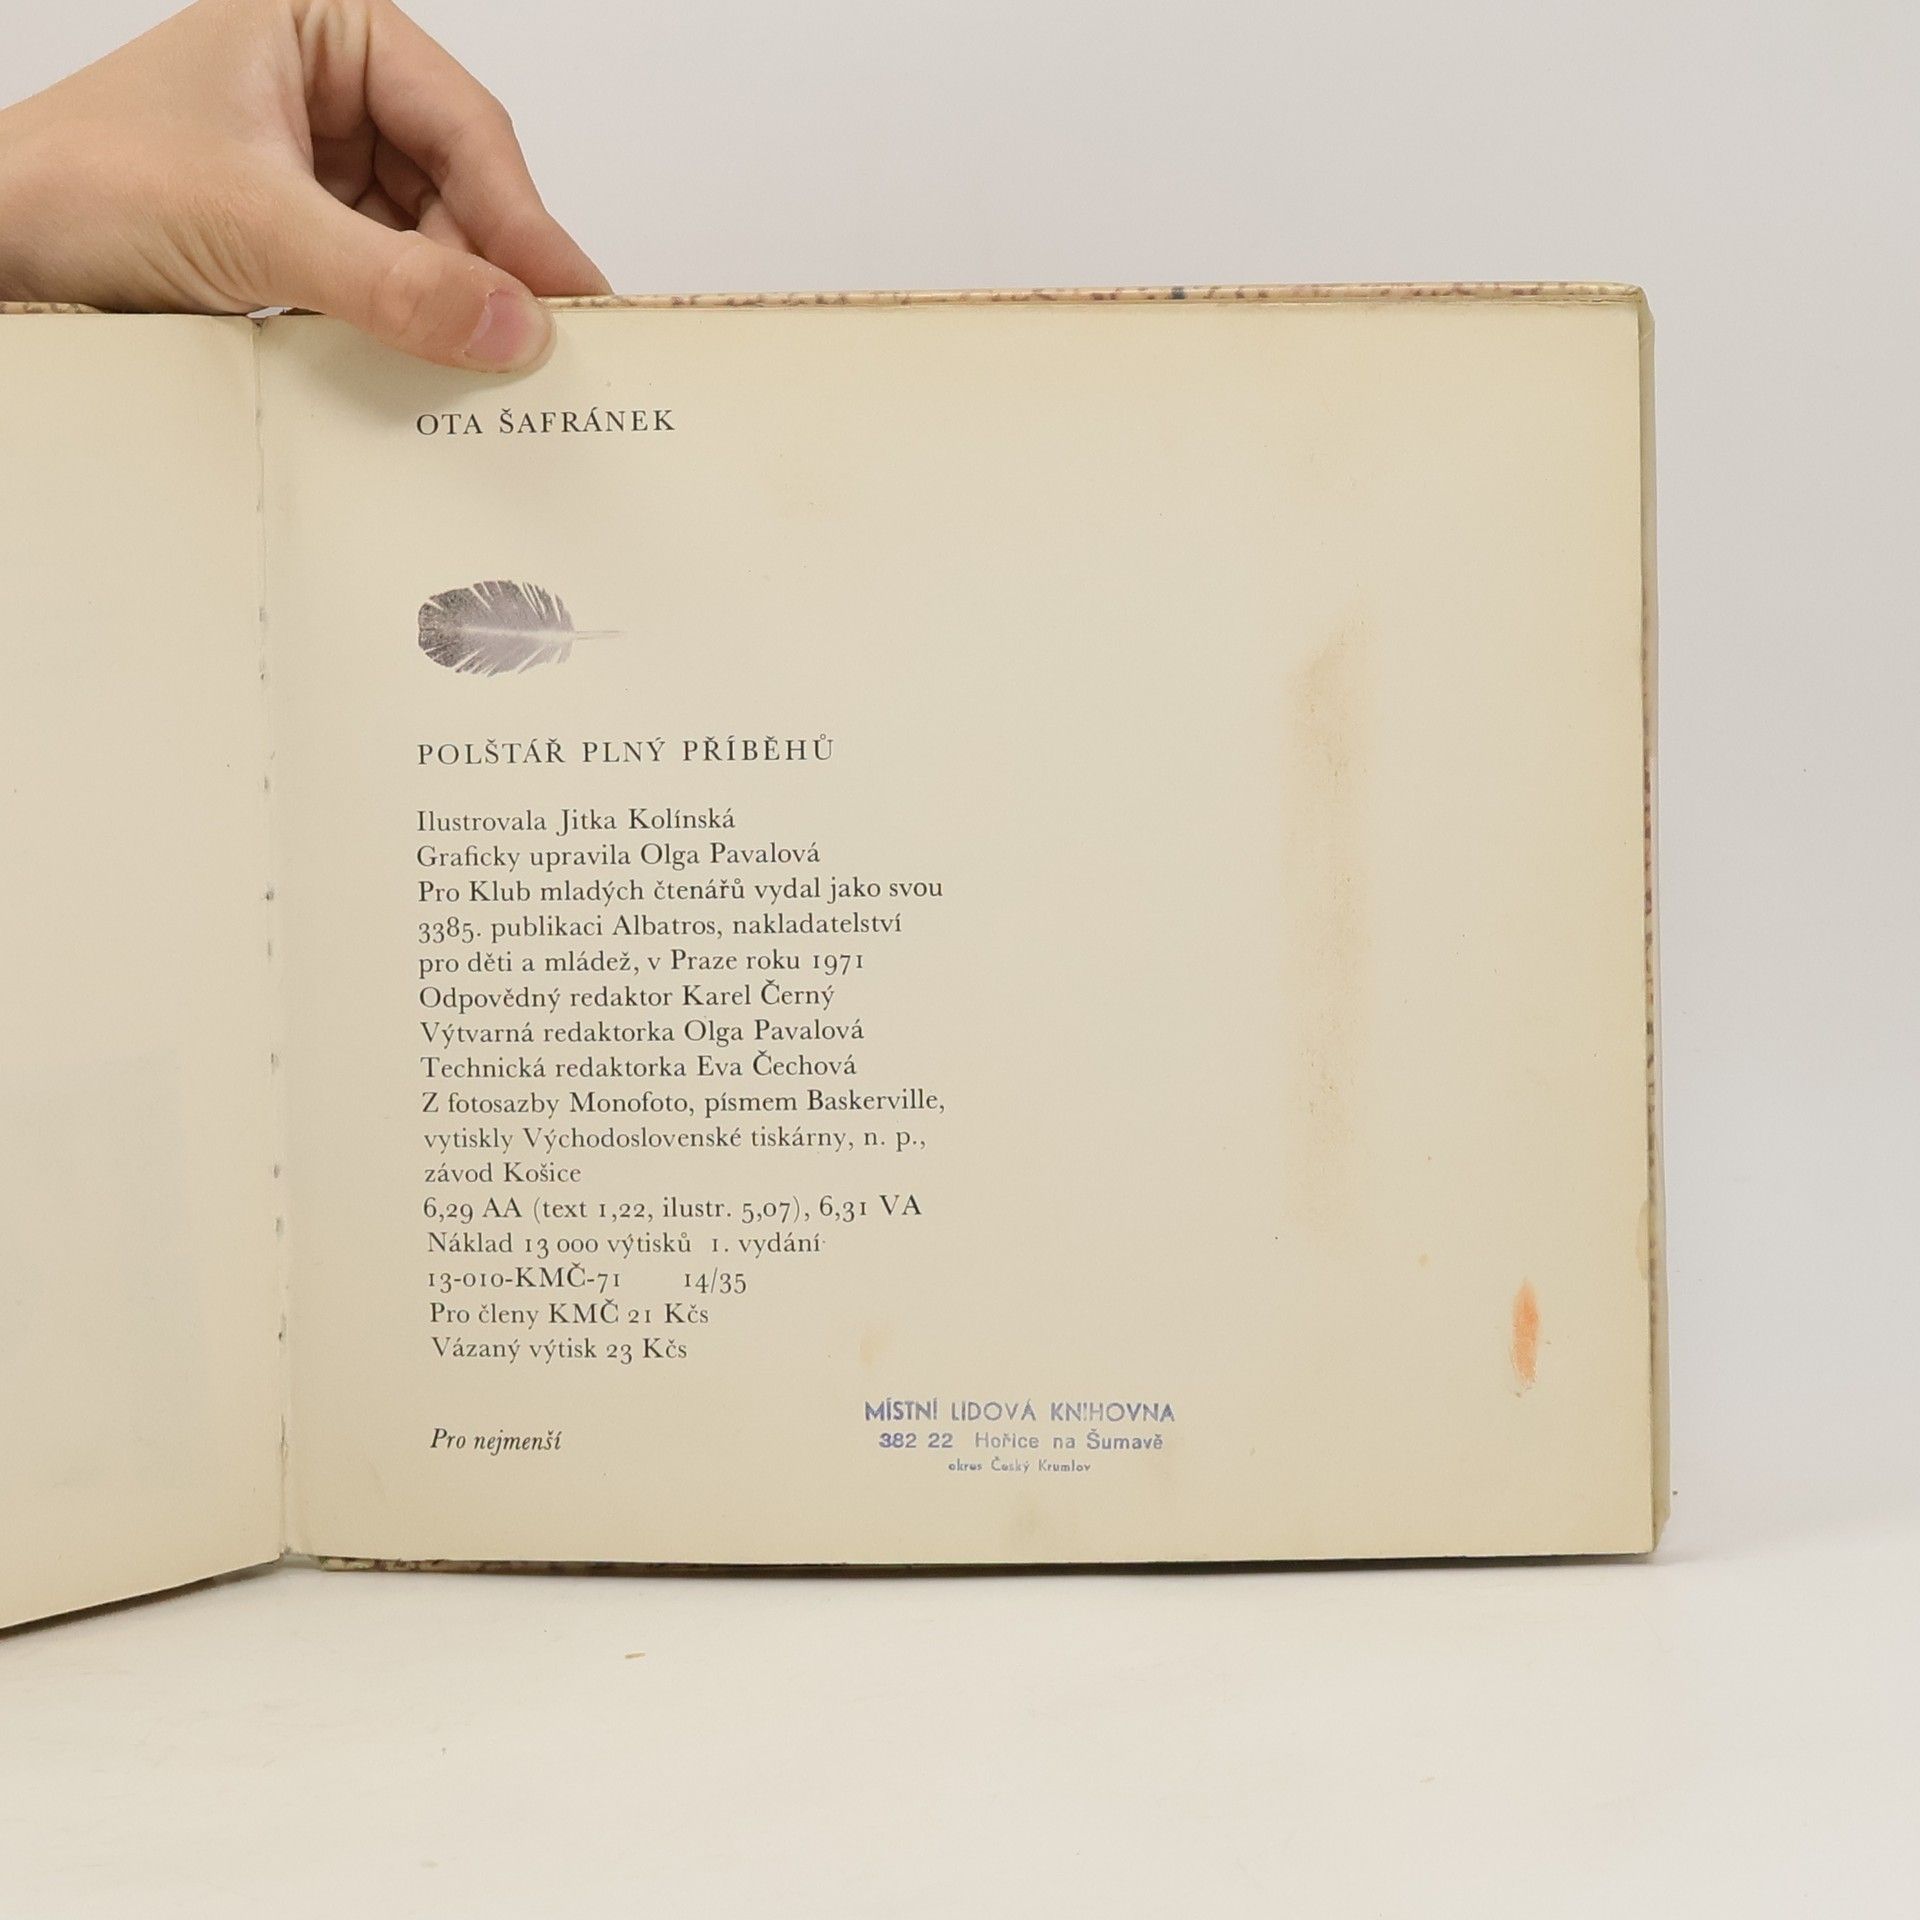 OTA ŠAFRÁNEK
POLŠTÁŘ PLNÝ PŘÍBĚHŮ
Ilustrovala Jitka Kolínská
Graficky upravila Olga Pavalová
Pro Klub mladých čtenářů vydal jako svou
3385. publikaci Albatros, nakladatelství
pro děti a mládež, v Praze roku 1971
Odpovědný redaktor Karel Černý
Výtvarná redaktorka Olga Pavalová
Technická redaktorka Eva Čechová
Z fotosazby Monofoto, písmem Baskerville,
vytiskly Východoslovenské tiskárny, n. p.,
závod Košice
6,29 AA (text 1,22, ilustr. 5,07), 6,31 VA
Náklad 13 000 výtisků 1. vydání
13-010-KMČ-71 14/35
Pro členy KMČ 21 Kčs
Vázaný výtisk 23 Kčs
Pro nejmenší
MÍSTNÍ LIDOVÁ KNIHOVNA
382 22 Hořice na Šumavě
okres Český Krumlov